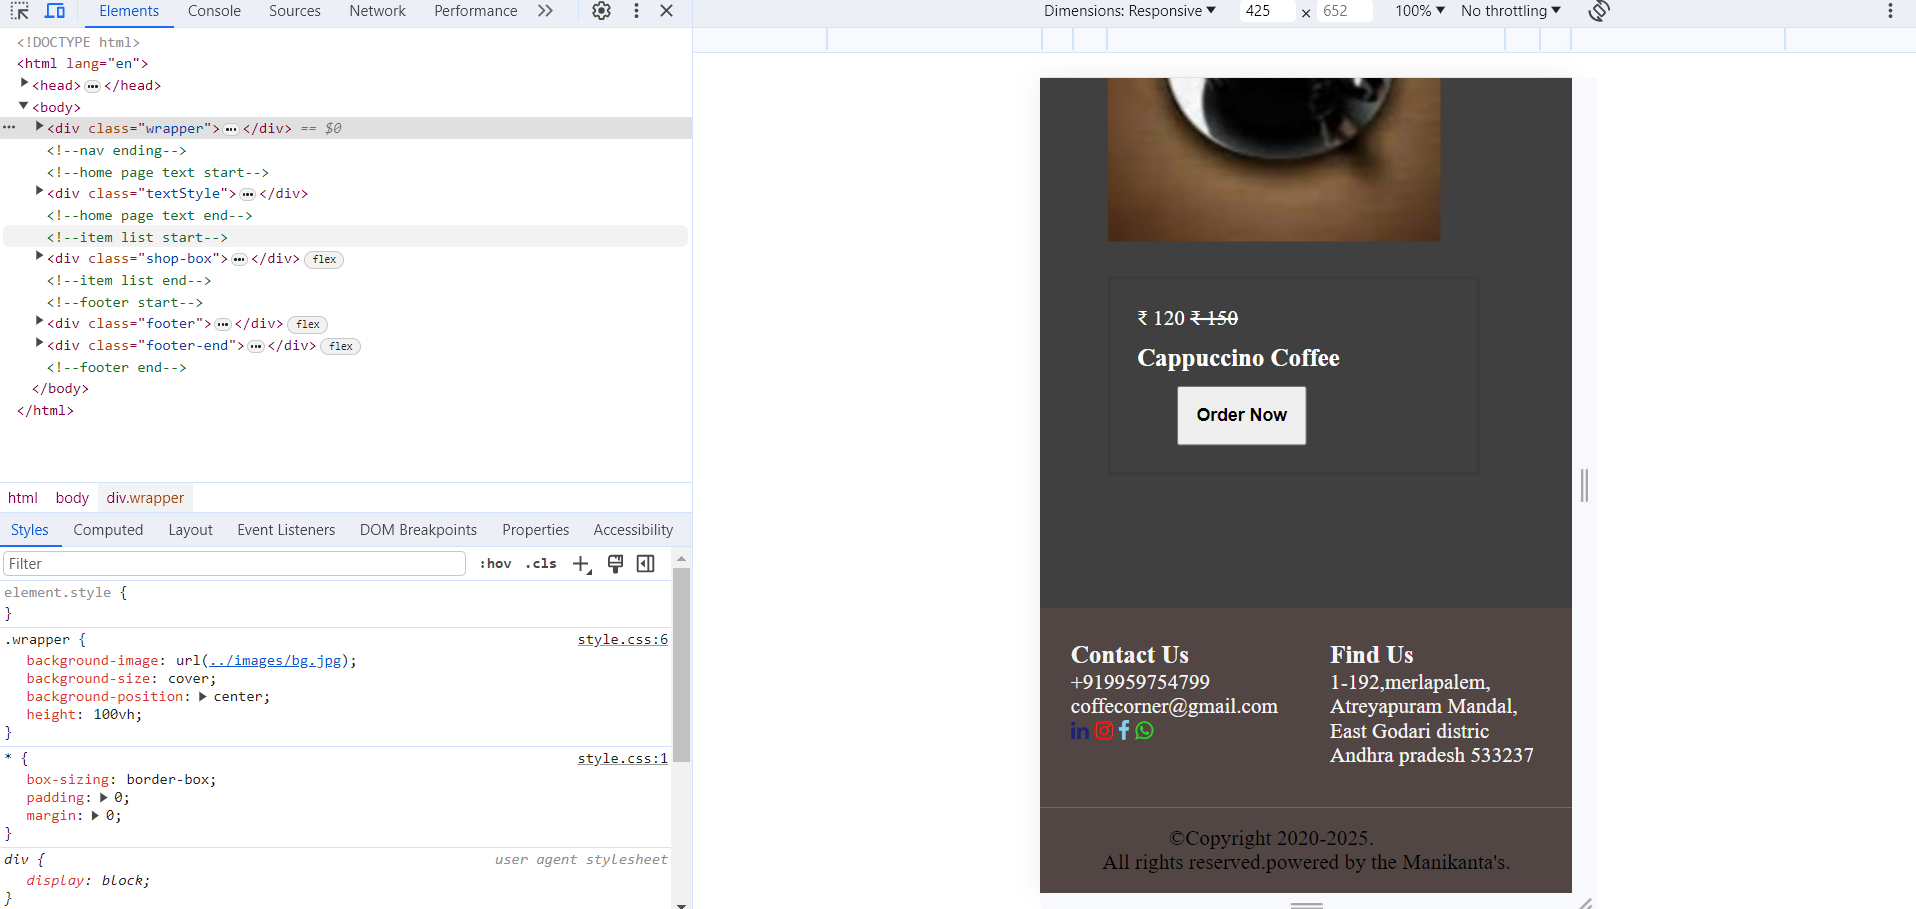 Elements Console Sources Network Performance
Dimensions: Responsive 425 × 652 100% No throttling
<!DOCTYPE html>
<html lang="en">
<head> ••• </head>
<body>
••• <div class="wrapper"> ••• </div> == $0
<!--nav ending-->
<!--home page text start-->
<div class="textStyle"> ••• </div>
<!--home page text end-->
<!--item list start-->
<div class="shop-box"> ••• </div> flex
<!--item list end-->
<!--footer start-->
<div class="footer"> ••• </div> flex
<div class="footer-end"> ••• </div> flex
<!--footer end-->
</body>
</html>
html body div.wrapper
Styles Computed Layout Event Listeners DOM Breakpoints Properties Accessibility
Filter :hov .cls
element.style {
}
.wrapper { style.css:6
background-image: url(../images/bg.jpg);
background-size: cover;
background-position: center;
height: 100vh;
}
* { style.css:1
box-sizing: border-box;
padding: 0;
margin: 0;
}
div { user agent stylesheet
display: block;
}
₹ 120 ₹ 150
Cappuccino Coffee
Order Now
Contact Us
+919959754799
coffecorner@gmail.com
Find Us
1-192,merlapalem,
Atreyapuram Mandal,
East Godari distric
Andhra pradesh 533237
©Copyright 2020-2025.
All rights reserved.powered by the Manikanta's.